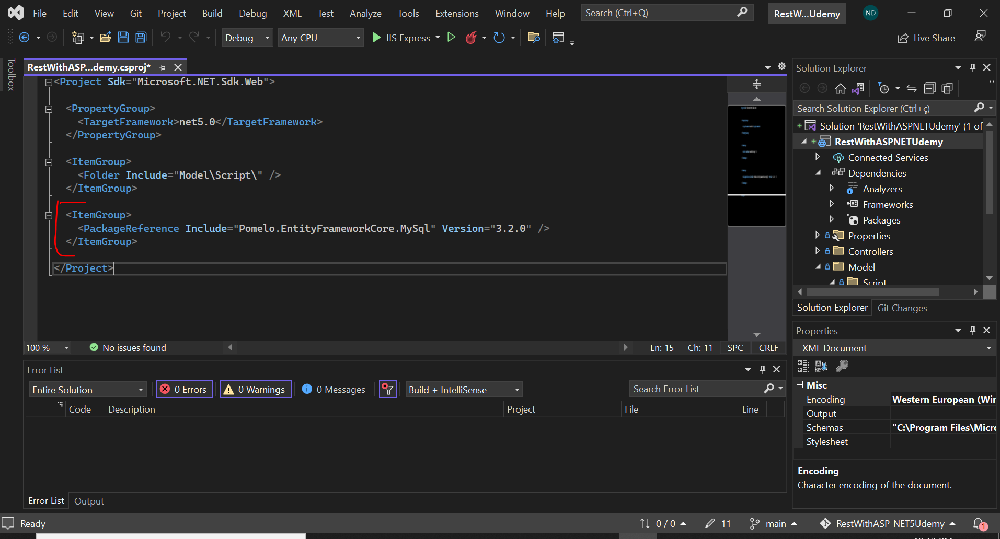 File Edit View Git Project Build Debug XML Test Analyze Tools Extensions Window Help Search (Ctrl+Q) RestW...Udemy ND
Debug Any CPU IIS Express Live Share
Toolbox
RestWithASP...demy.csproj*
<Project Sdk="Microsoft.NET.Sdk.Web">
<PropertyGroup>
<TargetFramework>net5.0</TargetFramework>
</PropertyGroup>
<ItemGroup>
<Folder Include="Model\Script\" />
</ItemGroup>
<ItemGroup>
<PackageReference Include="Pomelo.EntityFrameworkCore.MySql" Version="3.2.0" />
</ItemGroup>
</Project>
100 % No issues found Ln: 15 Ch: 11 SPC CRLF
Error List
Entire Solution 0 Errors 0 Warnings 0 Messages Build + IntelliSense Search Error List
Code Description Project File Line
Error List Output
Solution Explorer
Search Solution Explorer (Ctrl+ç)
Solution 'RestWithASPNETUdemy' (1 of
RestWithASPNETUdemy
Connected Services
Dependencies
Analyzers
Frameworks
Packages
Properties
Controllers
Model
Script
Solution Explorer Git Changes
Properties
XML Document
Misc
Encoding Western European (Win
Output
Schemas "C:\Program Files\Micro
Stylesheet
Encoding
Character encoding of the document.
Ready 0 / 0 11 main RestWithASP-NET5Udemy 1